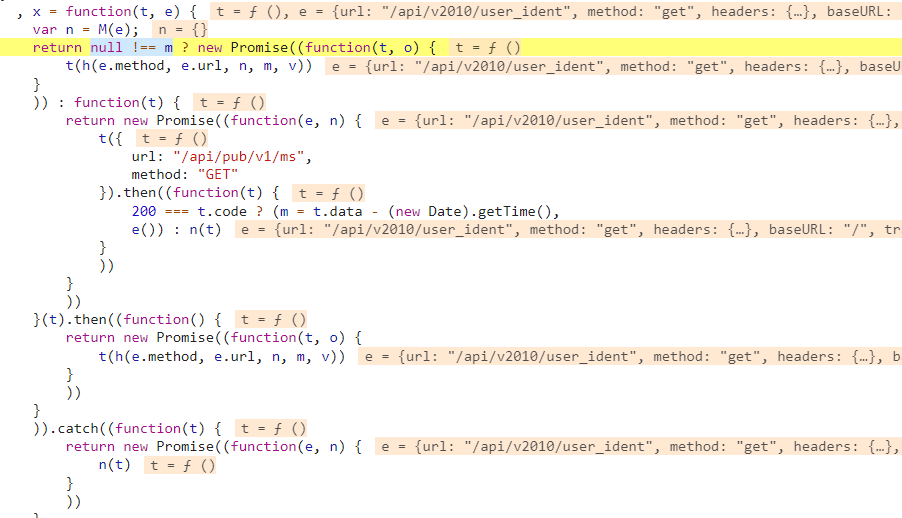 , x = function(t, e) { t = ƒ (), e = {url: "/api/v2010/user_ident", method: "get", headers: {…}, baseURL:
var n = M(e); n = {}
return null !== m ? new Promise((function(t, o) { t = ƒ ()
t(h(e.method, e.url, n, m, v)) e = {url: "/api/v2010/user_ident", method: "get", headers: {…}, baseU
}
)) : function(t) { t = ƒ ()
return new Promise((function(e, n) { e = {url: "/api/v2010/user_ident", method: "get", headers: {…},
t({ t = ƒ ()
url: "/api/pub/v1/ms",
method: "GET"
}).then((function(t) { t = ƒ ()
200 === t.code ? (m = t.data - (new Date).getTime(),
e()) : n(t) e = {url: "/api/v2010/user_ident", method: "get", headers: {…}, baseURL: "/", tr
}
))
}
))
}(t).then((function() { t = ƒ ()
return new Promise((function(t, o) {
t(h(e.method, e.url, n, m, v)) e = {url: "/api/v2010/user_ident", method: "get", headers: {…}, b
}
))
}
)).catch((function(t) { t = ƒ ()
return new Promise((function(e, n) { e = {url: "/api/v2010/user_ident", method: "get", headers: {…},
n(t) t = ƒ ()
}
))